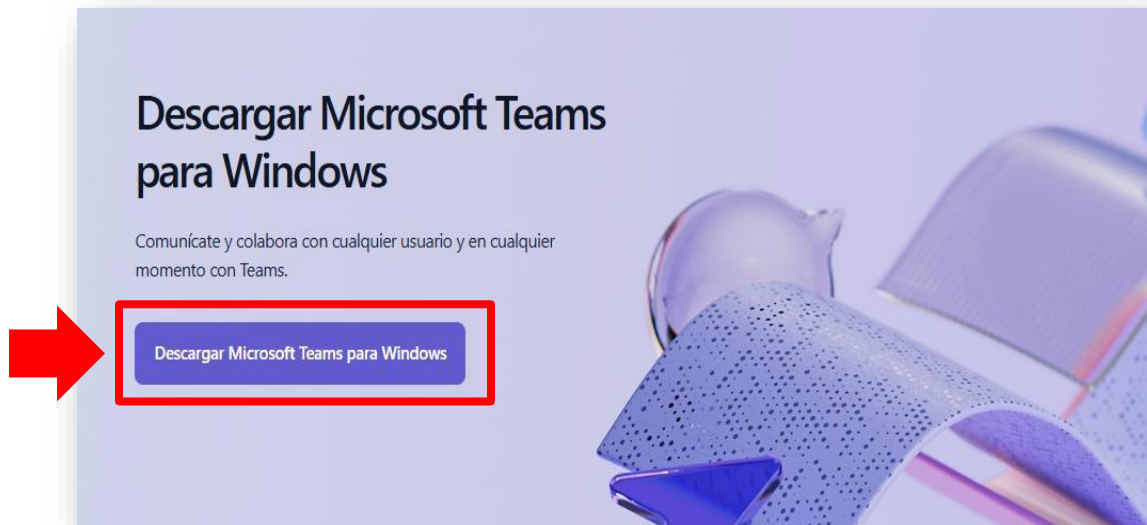 Descargar Microsoft Teams
para Windows
Comunícate y colabora con cualquier usuario y en cualquier
momento con Teams.
Descargar Microsoft Teams para Windows